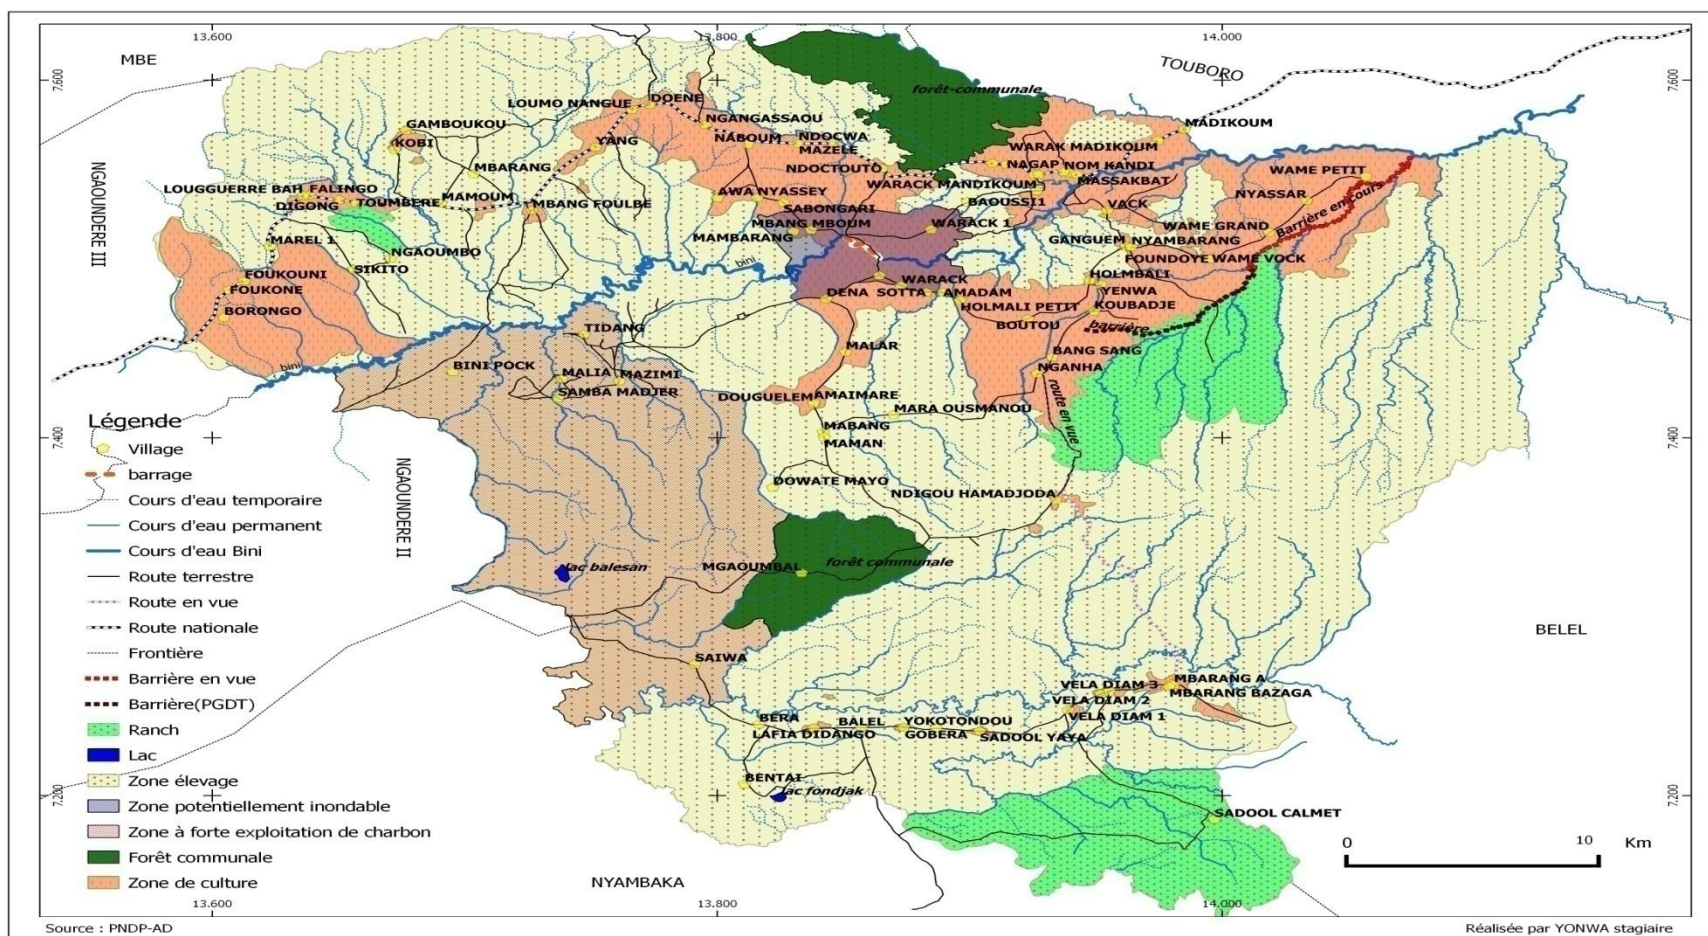 13.600
13.800
14.000
MBE
TOUBORO
7.600
7.600
forêt-communale
DOENE
LOUMO NANGUE
NGANGASSAOU
GAMBOUKOU
MADIKOUM
KOBI
YANG
NABOUM
NDOCWA
MAZELE
WARAK MADIKOUM
NDOCTOUTO
NAGAP
NOM KANDI
MBARANG
WAME PETIT
NGAOUNDERE III
LOUGGUERRE BAH FALINGO
WARACK MANDIKOUM
MASSAKBAT
AWA NYASSEY
NYASSAR
DIGONG
TOUMBERE
MAMOUM
MBANG FOULBE
SABONGARI
BAOUSSI1
VACK
MBANG MBOUM
WARACK 1
WAME GRAND
Barrière en cours
MAMBARANG
GANGUEM
NYAMBARANG
MAREL 1
NGAOUMBO
FOUNDOYE
WAME VOCK
bini
SIKITO
FOUKOUNI
WARACK
HOLMBALI
FOUKONE
DENA
SOTTA
AMADAM
YENWA
BORONGO
HOLMALI PETIT
KOUBADJE
BOUTOU
barrière
TIDANG
MALAR
BANG SANG
bini
BINI POCK
MALIA
MAZIMI
NGANHA
SAMBA MADJER
DOUGUELEM
AMAIMARE
route en vue
MARA OUSMANOU
MABANG
MAMAN
7.400
7.400
NGAOUNDERE II
DOWATE MAYO
NDIGOU HAMADJODA
lac balesan
MGAOUMBAL
forêt communale
BELEL
SAIWA
MBARANG A
VELA DIAM 3
MBARANG BAZAGA
VELA DIAM 2
VELA DIAM 1
BERA
BALEL
YOKOTONDOU
LAFIA DIDANGO
GOBERA
SADOOL YAYA
BENTAI
lac fondjak
7.200
7.200
SADOOL CALMET
NYAMBAKA
Légende
Village
barrage
Cours d'eau temporaire
Cours d'eau permanent
Cours d'eau Bini
Route terrestre
Route en vue
Route nationale
Frontière
Barrière en vue
Barrière(PGDT)
Ranch
Lac
Zone élevage
Zone potentiellement inondable
Zone à forte exploitation de charbon
Forêt communale
Zone de culture
0
10
Km
13.600
13.800
14.000
Source : PNDP-AD
Réalisée par YONWA stagiaire